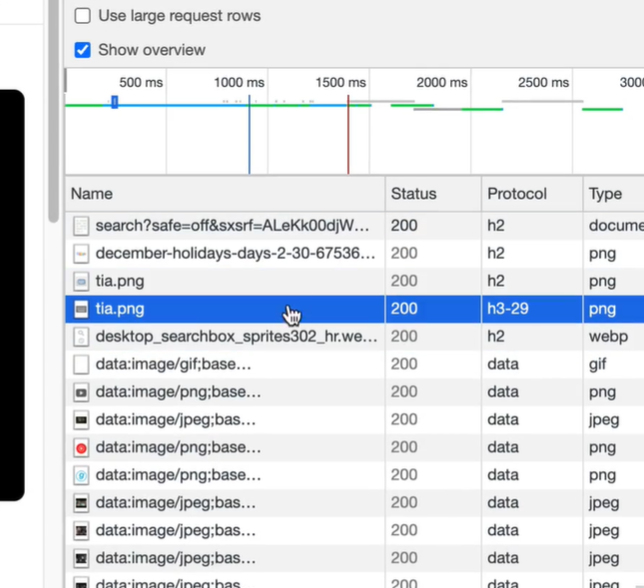 Use large request rows
Show overview
500 ms 1000 ms 1500 ms 2000 ms 2500 ms 3000
Name Status Protocol Type
search?safe=off&sxsrf=ALeKk00djW... 200 h2 docume
december-holidays-days-2-30-67536... 200 h2 png
tia.png 200 h2 png
tia.png 200 h3-29 png
desktop_searchbox_sprites302_hr.we... 200 h2 webp
data:image/gif;base... 200 data gif
data:image/png;base... 200 data png
data:image/jpeg;bas... 200 data jpeg
data:image/png;base... 200 data png
data:image/png;base... 200 data png
data:image/jpeg;bas... 200 data jpeg
data:image/jpeg;bas... 200 data jpeg
data:image/jpeg;bas... 200 data jpeg
data:image/jpeg;bas 200 data jpeg